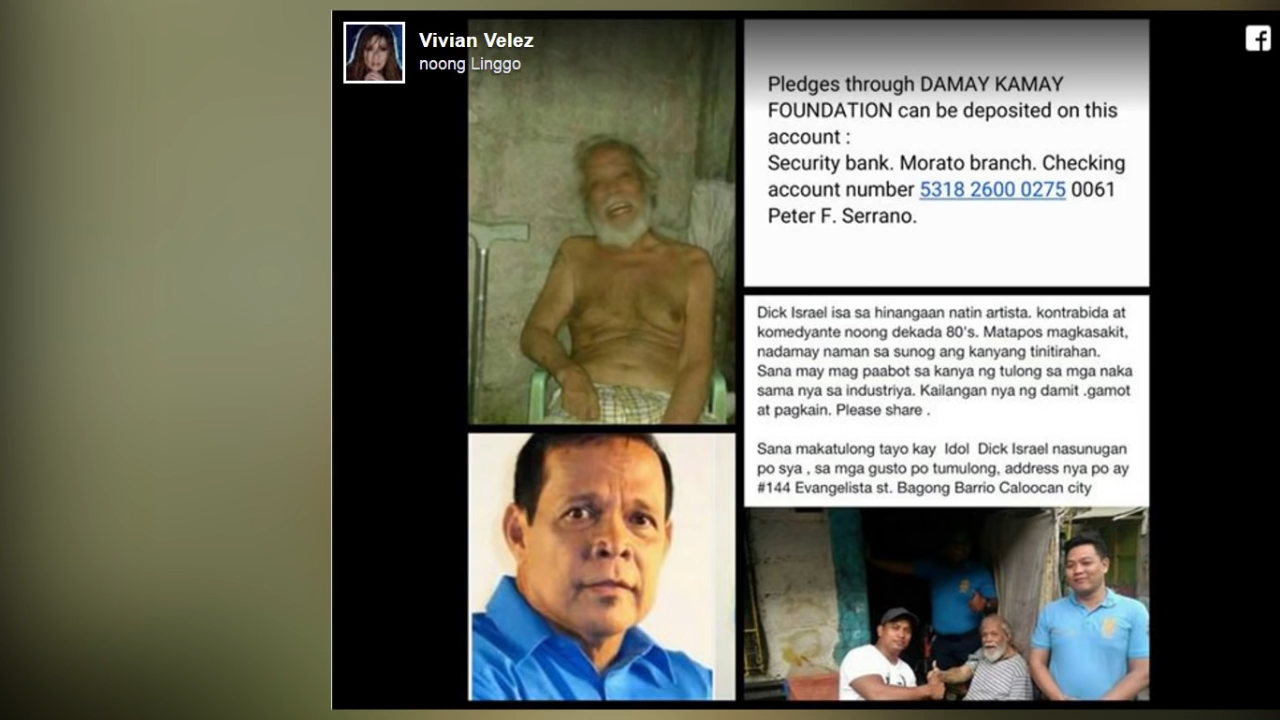 Vivian Velez
noong Linggo
Pledges through DAMAY KAMAY
FOUNDATION can be deposited on this
account :
Security bank. Morato branch. Checking
account number 5318 2600 0275 0061
Peter F. Serrano.
Dick Israel isa sa hinangaan natin artista. kontrabida at
komedyante noong dekada 80's. Matapos magkasakit,
nadamay naman sa sunog ang kanyang tinitirahan.
Sana may mag paabot sa kanya ng tulong sa mga naka
sama nya sa industriya. Kailangan nya ng damit .gamot
at pagkain. Please share .
Sana makatulong tayo kay Idol Dick Israel nasunugan
po sya , sa mga gusto po tumulong, address nya po ay
#144 Evangelista st. Bagong Barrio Caloocan city